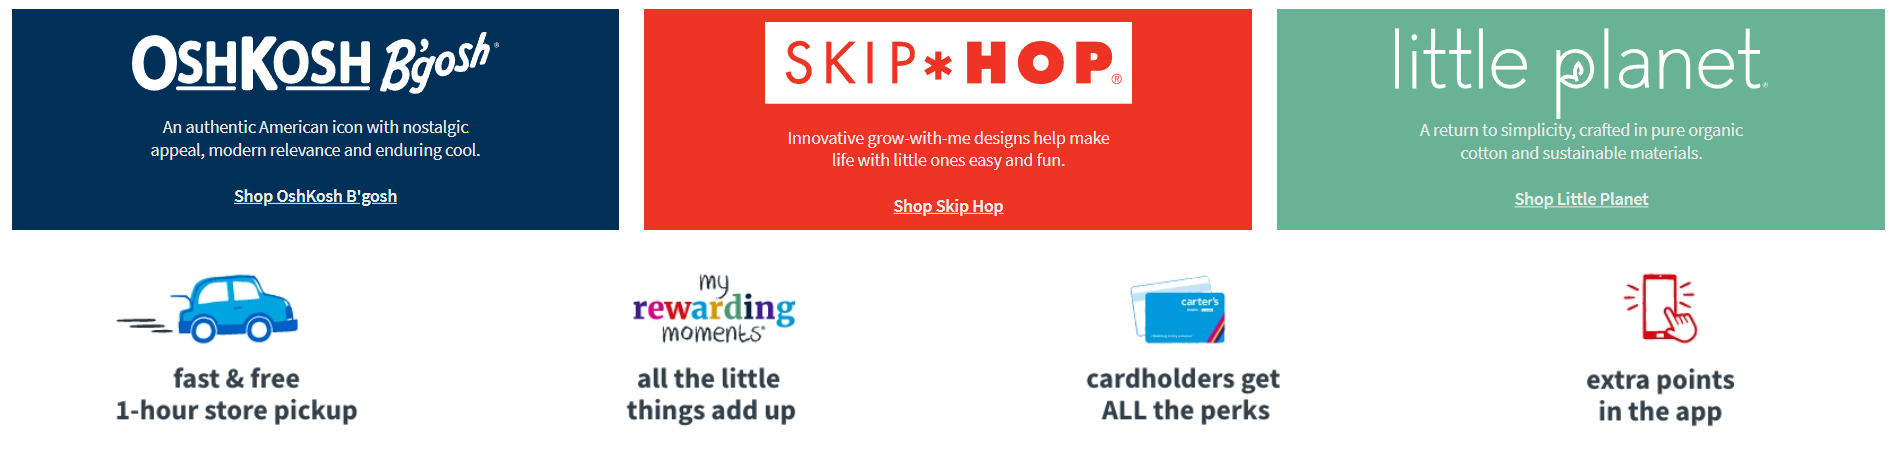 OSHKOSH B'gosh®
An authentic American icon with nostalgic
appeal, modern relevance and enduring cool.
Shop OshKosh B'gosh
SKIP*HOP®
Innovative grow-with-me designs help make
life with little ones easy and fun.
Shop Skip Hop
little planet®
A return to simplicity, crafted in pure organic
cotton and sustainable materials.
Shop Little Planet
fast & free
1-hour store pickup
my
rewarding
moments®
all the little
things add up
carter's
cardholders get
ALL the perks
extra points
in the app